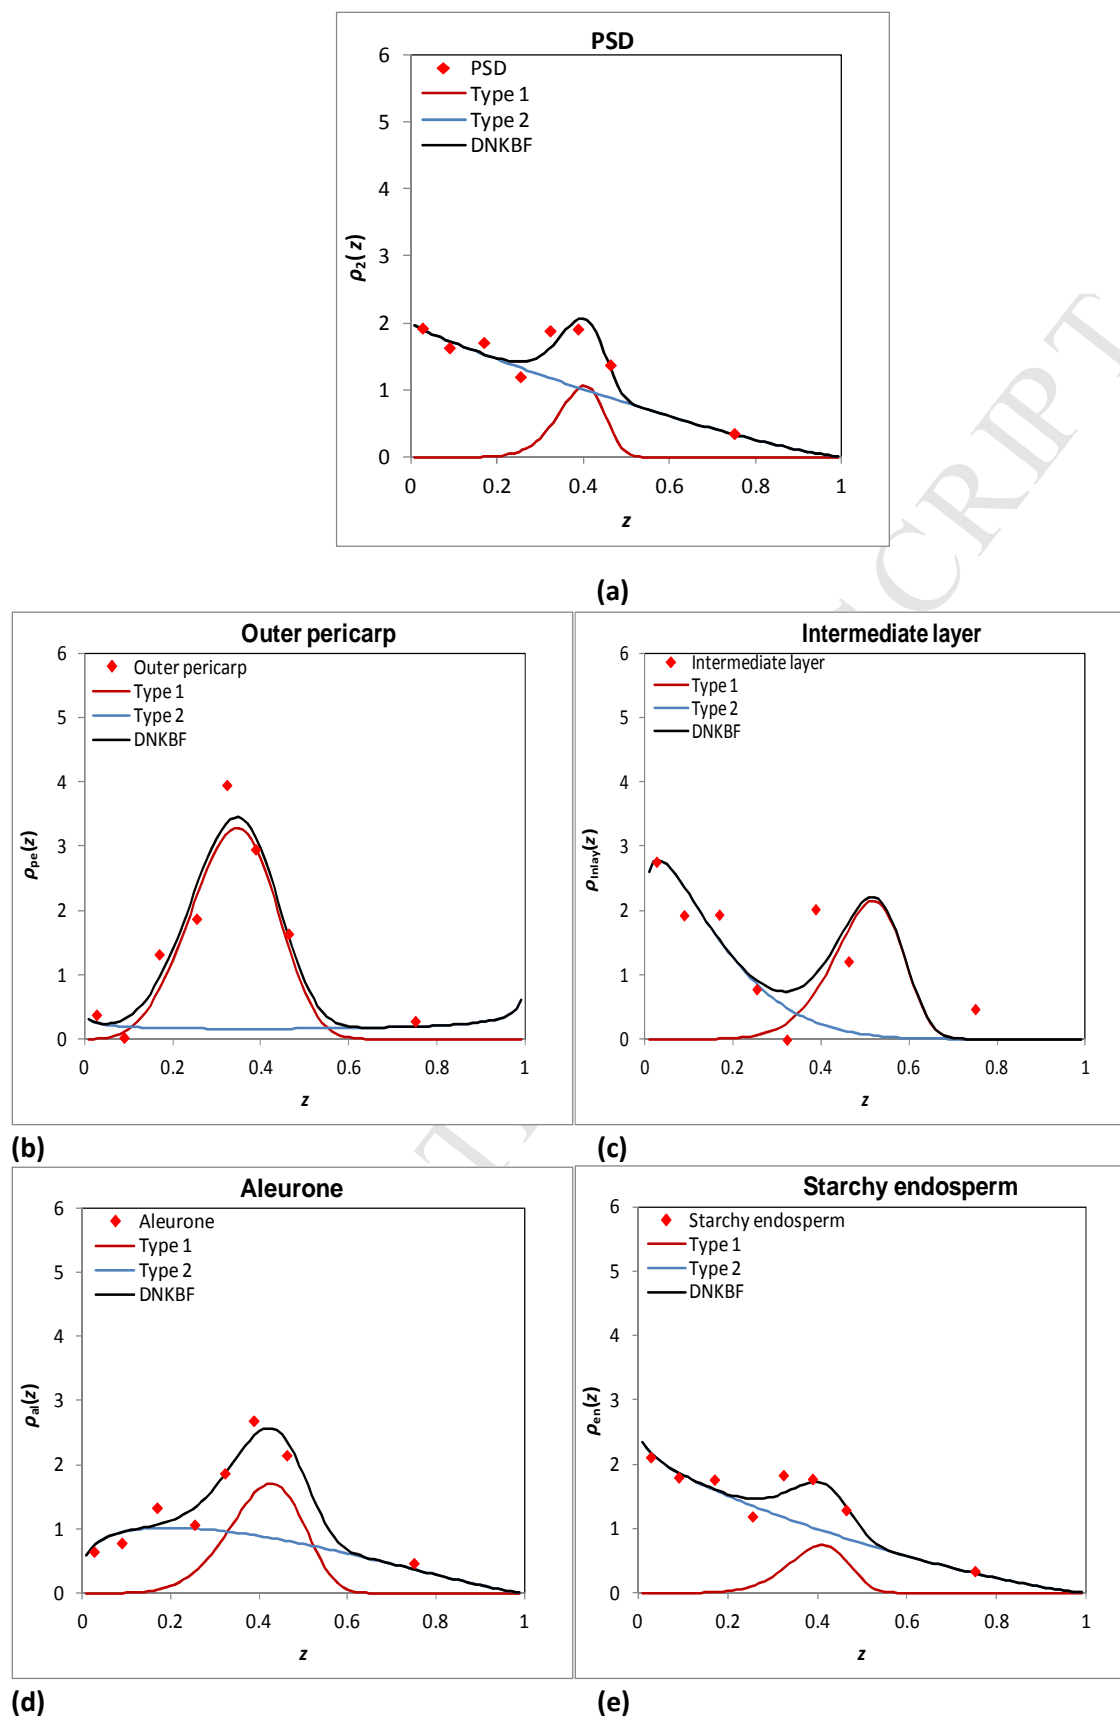 PSD
6
5
4
3
2
1
0
PSD
Type 1
Type 2
DNKBF
ρ2(z)
0 0.2 0.4 0.6 0.8 1
z
(a)
Outer pericarp
6
5
4
3
2
1
0
Outer pericarp
Type 1
Type 2
DNKBF
ρpe(z)
0 0.2 0.4 0.6 0.8 1
z
(b)
Intermediate layer
6
5
4
3
2
1
0
Intermediate layer
Type 1
Type 2
DNKBF
ρinlay(z)
0 0.2 0.4 0.6 0.8 1
z
(c)
Aleurone
6
5
4
3
2
1
0
Aleurone
Type 1
Type 2
DNKBF
ρal(z)
0 0.2 0.4 0.6 0.8 1
z
(d)
Starchy endosperm
6
5
4
3
2
1
0
Starchy endosperm
Type 1
Type 2
DNKBF
ρen(z)
0 0.2 0.4 0.6 0.8 1
z
(e)